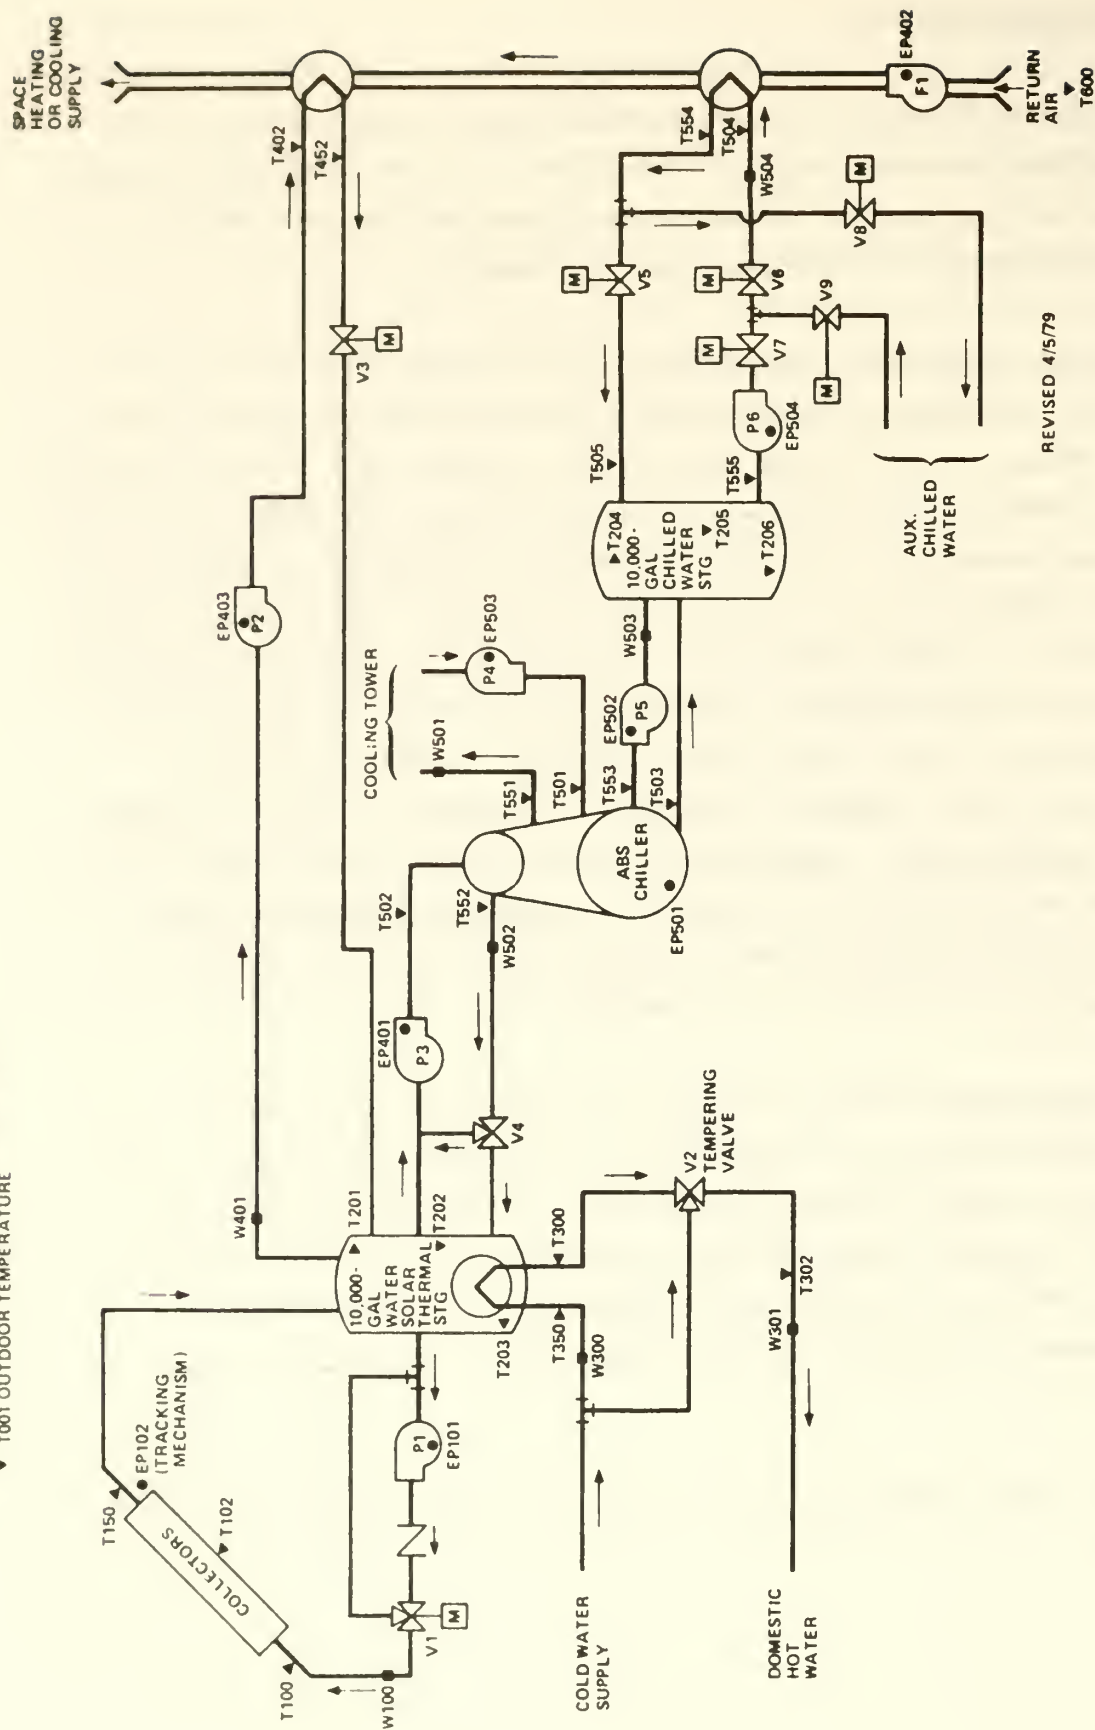 ▼ T001 OUTDOOR TEMPERATURE
SPACE
HEATING
OR COOLING
SUPPLY
T402
T452
EP403
P2
V3
M
W401
T150
EP102
(TRACKING
MECHANISM)
COLLECTORS
T102
T100
W100
V1
M
P1
EP101
T201
10,000-
GAL
WATER
SOLAR
THERMAL
STG
T202
T203
T300
T350
W300
V2
TEMPERING
VALVE
T302
W301
COLD WATER
SUPPLY
DOMESTIC
HOT
WATER
EP401
P3
T502
T552
W502
V4
COOLING TOWER
W501
P4
EP503
T551
T501
T553
T503
ABS
CHILLER
EP501
EP502
P5
W503
T204
10,000-
GAL
CHILLED
WATER
STG
T205
T206
T505
T555
P6
EP504
M
V5
M
V6
M
V7
M
V8
M
V9
T554
T504
W504
AUX.
CHILLED
WATER
F1
EP402
RETURN
AIR
T600
REVISED 4/5/79